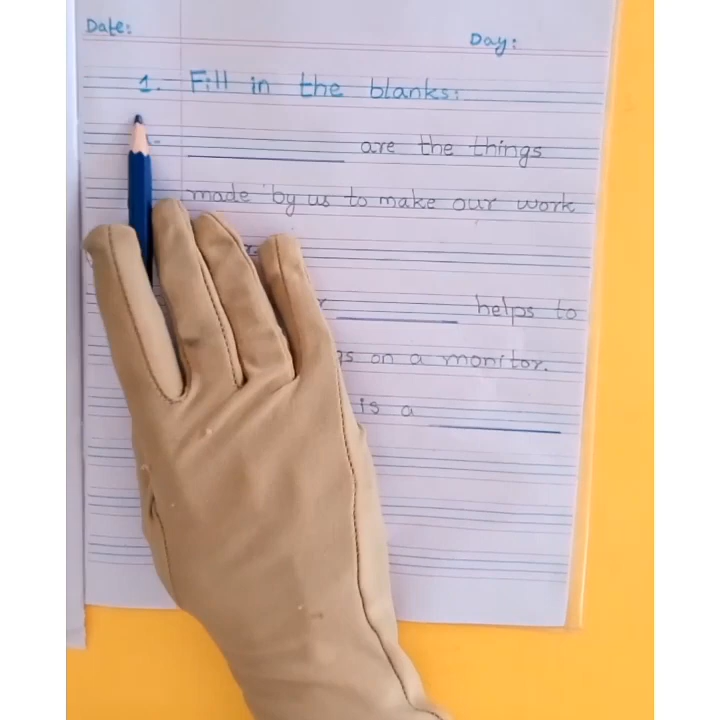 Date:
Day:
1. Fill in the blanks:
are the things
made by us to make our work
helps to
on a monitor.
is a